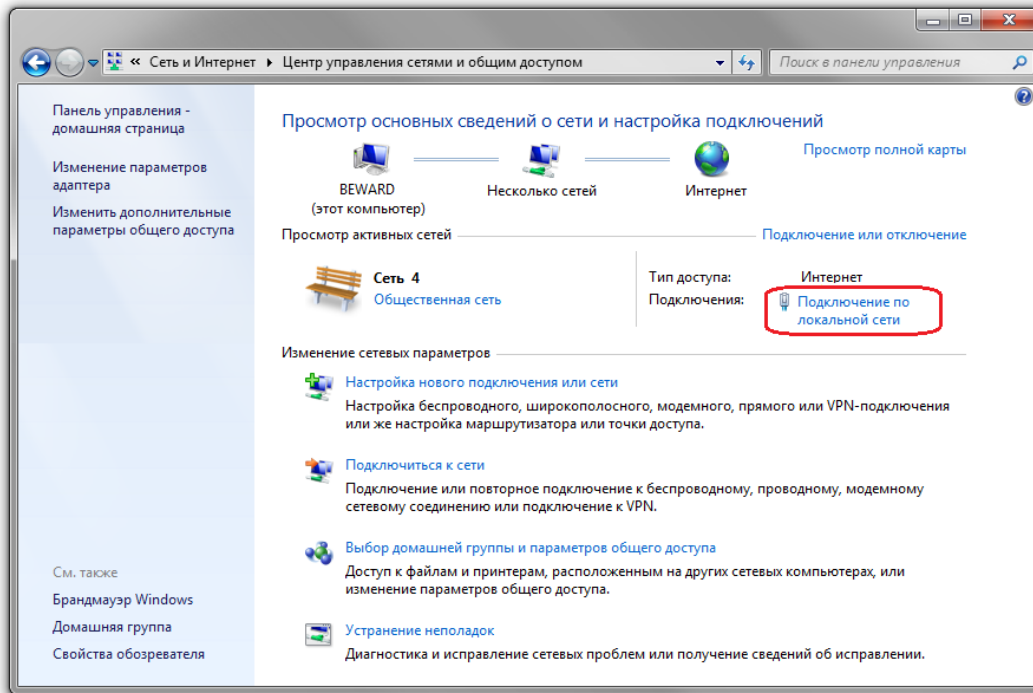 « Сеть и Интернет ▸ Центр управления сетями и общим доступом
Поиск в панели управления
Панель управления -
домашняя страница
Изменение параметров
адаптера
Изменить дополнительные
параметры общего доступа
Просмотр основных сведений о сети и настройка подключений
Просмотр полной карты
BEWARD
(этот компьютер)
Несколько сетей
Интернет
Просмотр активных сетей
Подключение или отключение
Сеть 4
Общественная сеть
Тип доступа: Интернет
Подключения: Подключение по
локальной сети
Изменение сетевых параметров
Настройка нового подключения или сети
Настройка беспроводного, широкополосного, модемного, прямого или VPN-подключения
или же настройка маршрутизатора или точки доступа.
Подключиться к сети
Подключение или повторное подключение к беспроводному, проводному, модемному
сетевому соединению или подключение к VPN.
Выбор домашней группы и параметров общего доступа
Доступ к файлам и принтерам, расположенным на других сетевых компьютерах, или
изменение параметров общего доступа.
Устранение неполадок
Диагностика и исправление сетевых проблем или получение сведений об исправлении.
См. также
Брандмауэр Windows
Домашняя группа
Свойства обозревателя